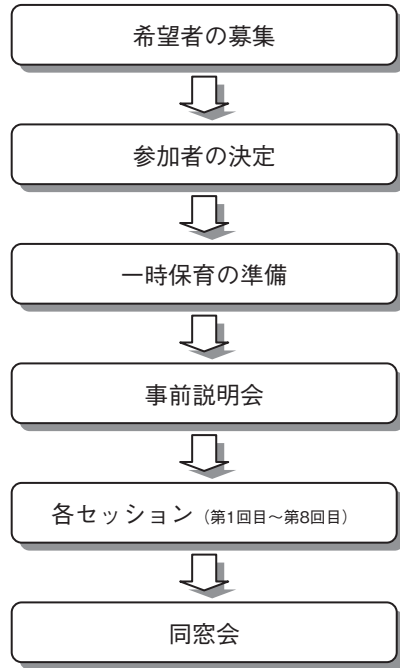 希望者の募集
参加者の決定
一時保育の準備
事前説明会
各セッション（第1回目～第8回目）
同窓会